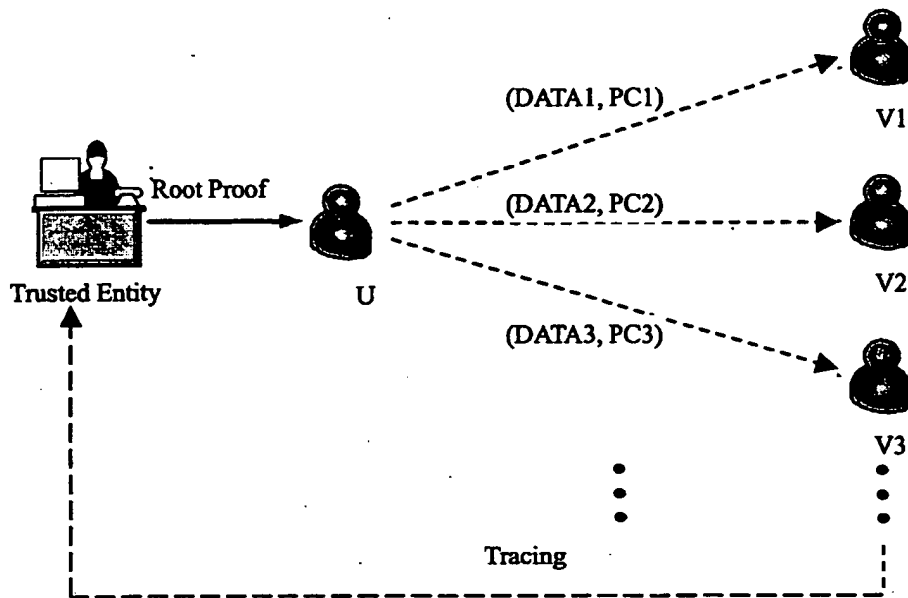 (DATA1, PC1)
V1
Root Proof
(DATA2, PC2)
Trusted Entity
U
V2
(DATA3, PC3)
V3
Tracing